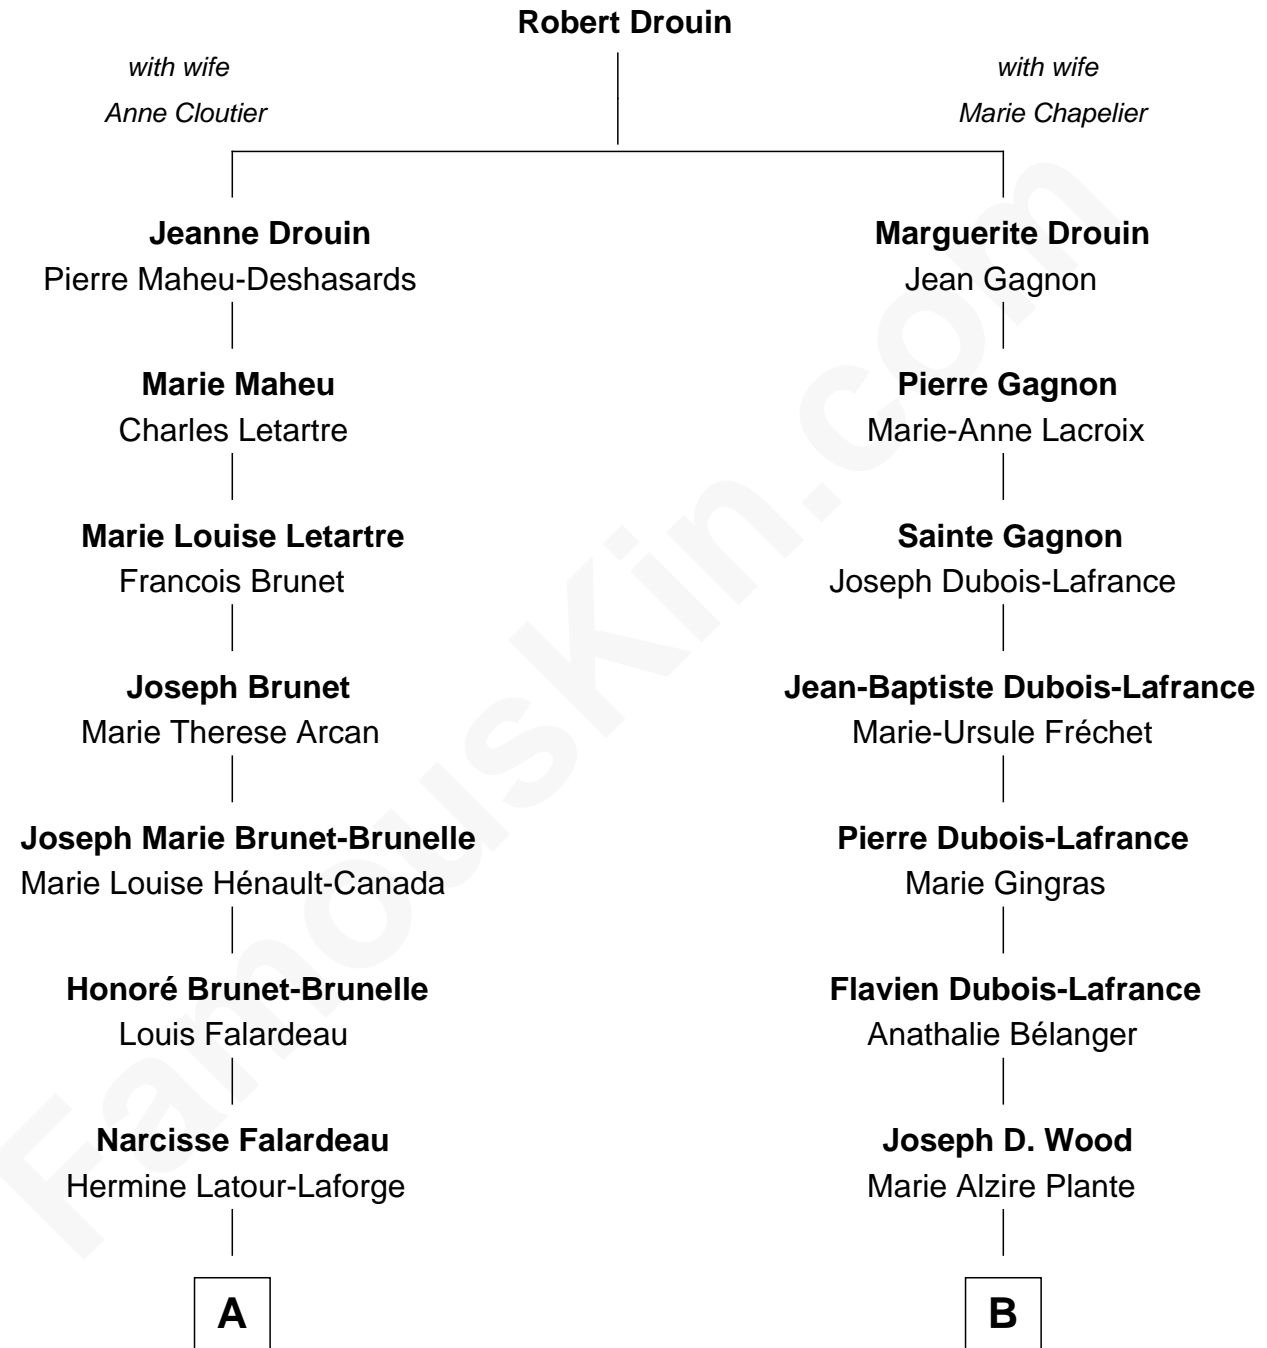 Robert Drouin
with wife
Anne Cloutier
with wife
Marie Chapelier
Jeanne Drouin
Pierre Maheu-Deshasards
Marguerite Drouin
Jean Gagnon
Marie Maheu
Charles Letartre
Pierre Gagnon
Marie-Anne Lacroix
Marie Louise Letartre
Francois Brunet
Sainte Gagnon
Joseph Dubois-Lafrance
Joseph Brunet
Marie Therese Arcan
Jean-Baptiste Dubois-Lafrance
Marie-Ursule Fréchet
Joseph Marie Brunet-Brunelle
Marie Louise Hénault-Canada
Pierre Dubois-Lafrance
Marie Gingras
Honoré Brunet-Brunelle
Louis Falardeau
Flavien Dubois-Lafrance
Anathalie Bélanger
Narcisse Falardeau
Hermine Latour-Laforge
Joseph D. Wood
Marie Alzire Plante
A
B
FamousKin.com